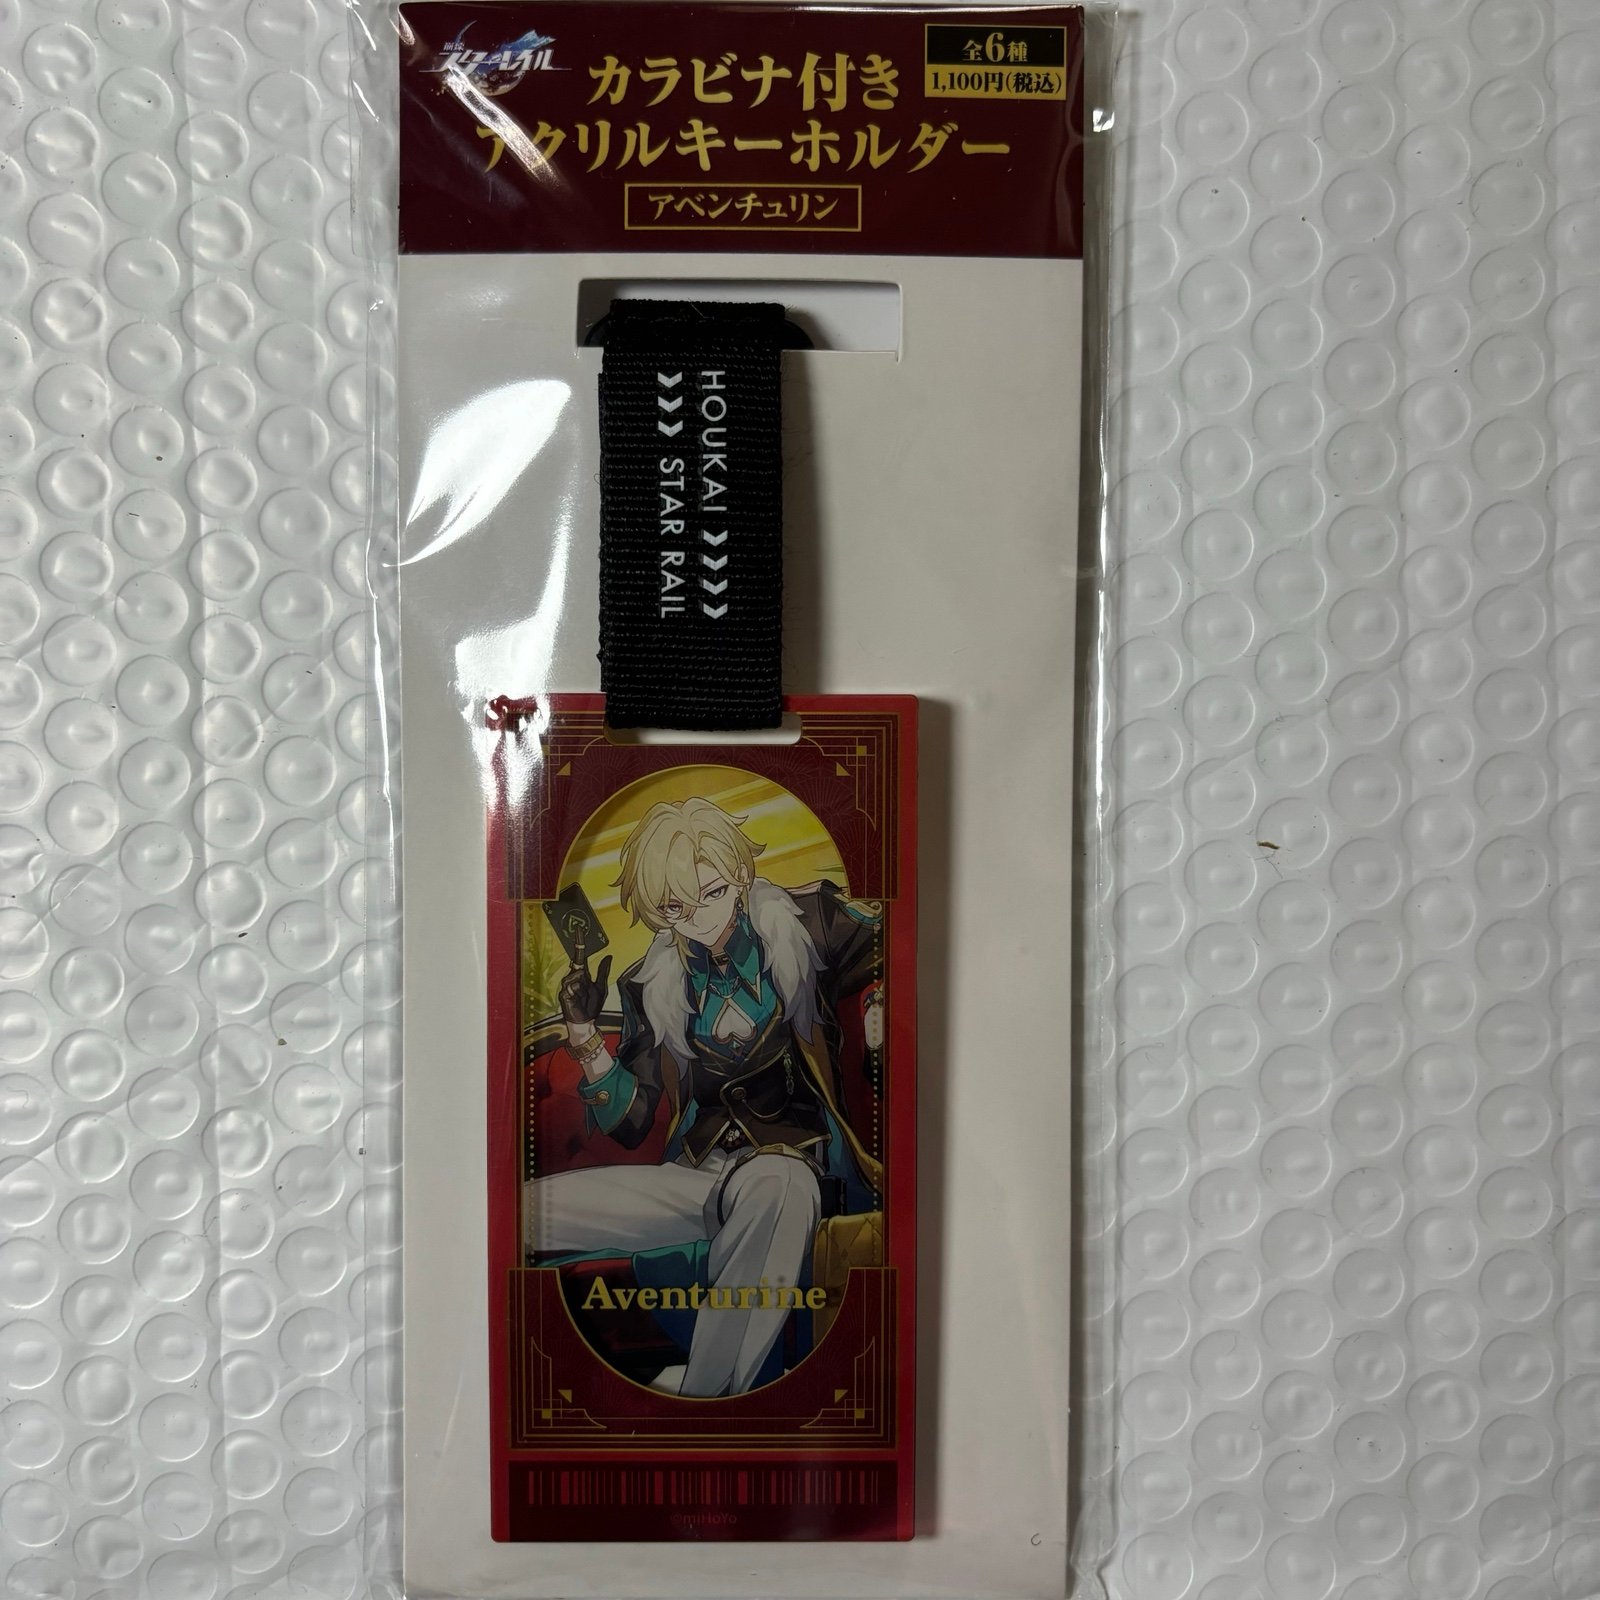 崩壊
スターレイル
カラビナ付き
アクリルキーホルダー
アベンチュリン
全6種
1,100円(税込)
HOUKAI
STAR RAIL
Aventurine
©miHoYo